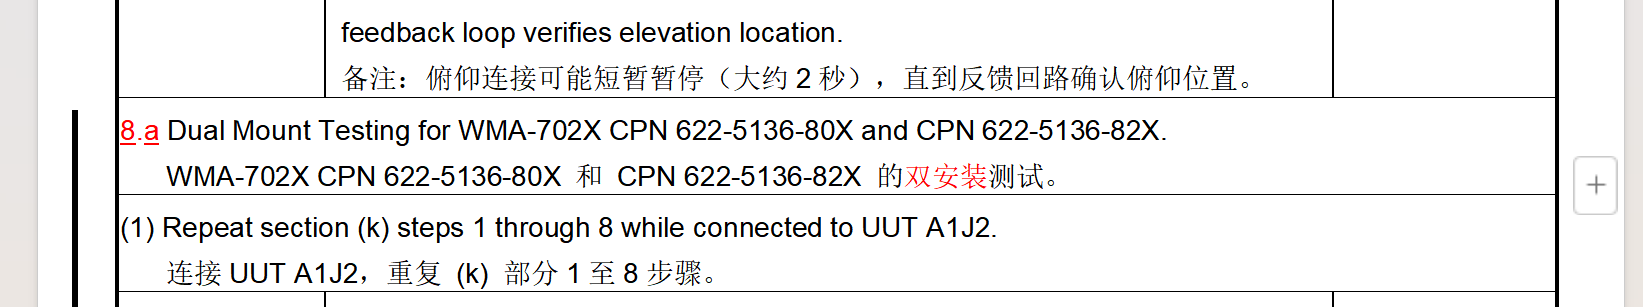 feedback loop verifies elevation location.
备注：俯仰连接可能短暂暂停（大约 2 秒），直到反馈回路确认俯仰位置。
8.a Dual Mount Testing for WMA-702X CPN 622-5136-80X and CPN 622-5136-82X.
WMA-702X CPN 622-5136-80X 和 CPN 622-5136-82X 的双安装测试。
(1) Repeat section (k) steps 1 through 8 while connected to UUT A1J2.
连接 UUT A1J2，重复 (k) 部分 1 至 8 步骤。